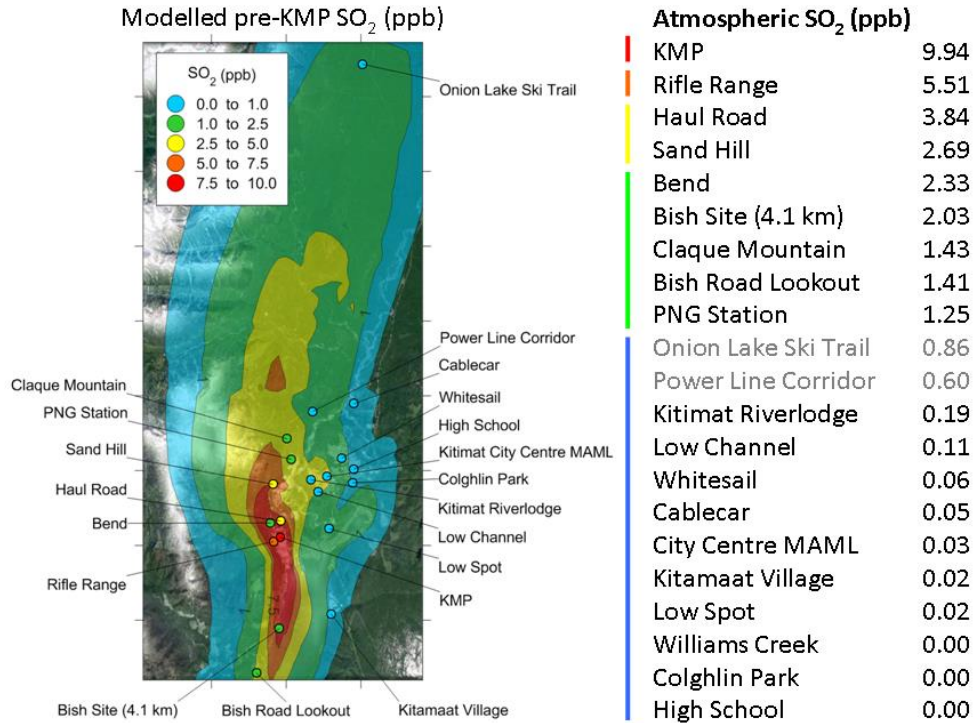 Modelled pre-KMP SO₂ (ppb)
SO₂ (ppb)
0.0 to 1.0
1.0 to 2.5
2.5 to 5.0
5.0 to 7.5
7.5 to 10.0
Onion Lake Ski Trail
Power Line Corridor
Cablecar
Whitesail
High School
Kitimat City Centre MAML
Colghlin Park
Kitimat Riverlodge
Low Channel
Low Spot
KMP
Claque Mountain
PNG Station
Sand Hill
Haul Road
Bend
Rifle Range
1
1
1
7.5
Bish Site (4.1 km)
Bish Road Lookout
Kitamaat Village
Atmospheric SO₂ (ppb)
KMP 9.94
Rifle Range 5.51
Haul Road 3.84
Sand Hill 2.69
Bend 2.33
Bish Site (4.1 km) 2.03
Claque Mountain 1.43
Bish Road Lookout 1.41
PNG Station 1.25
Onion Lake Ski Trail 0.86
Power Line Corridor 0.60
Kitimat Riverlodge 0.19
Low Channel 0.11
Whitesail 0.06
Cablecar 0.05
City Centre MAML 0.03
Kitamaat Village 0.02
Low Spot 0.02
Williams Creek 0.00
Colghlin Park 0.00
High School 0.00